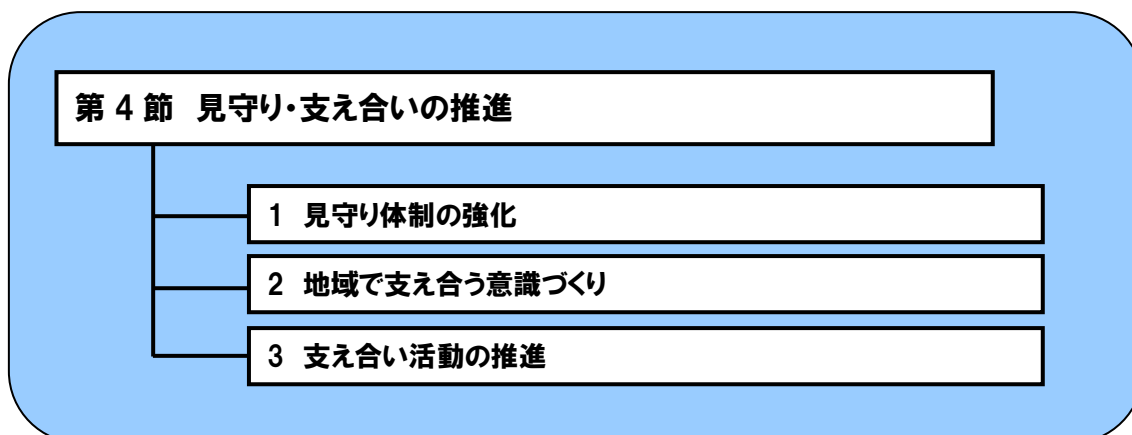 第 4 節　見守り・支え合いの推進
1　見守り体制の強化
2　地域で支え合う意識づくり
3　支え合い活動の推進